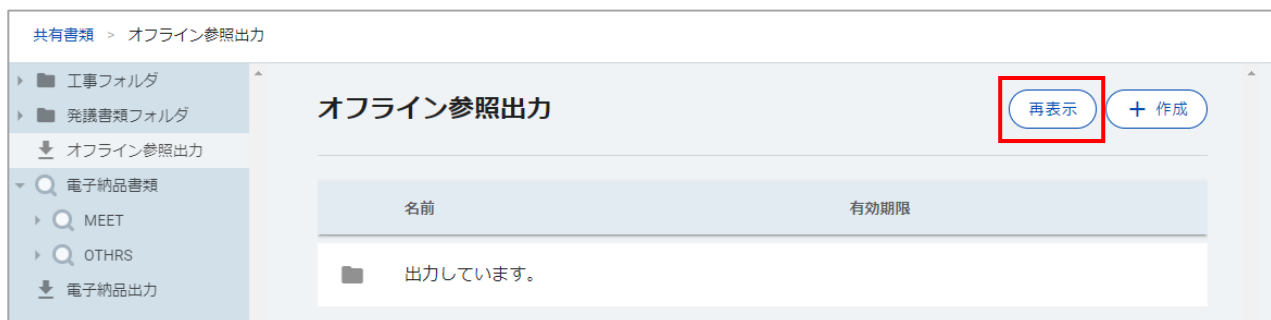 共有書類 > オフライン参照出力
工事フォルダ
発議書類フォルダ
オフライン参照出力
電子納品書類
MEET
OTHRS
電子納品出力
オフライン参照出力
再表示
+ 作成
名前 有効期限
出力しています。